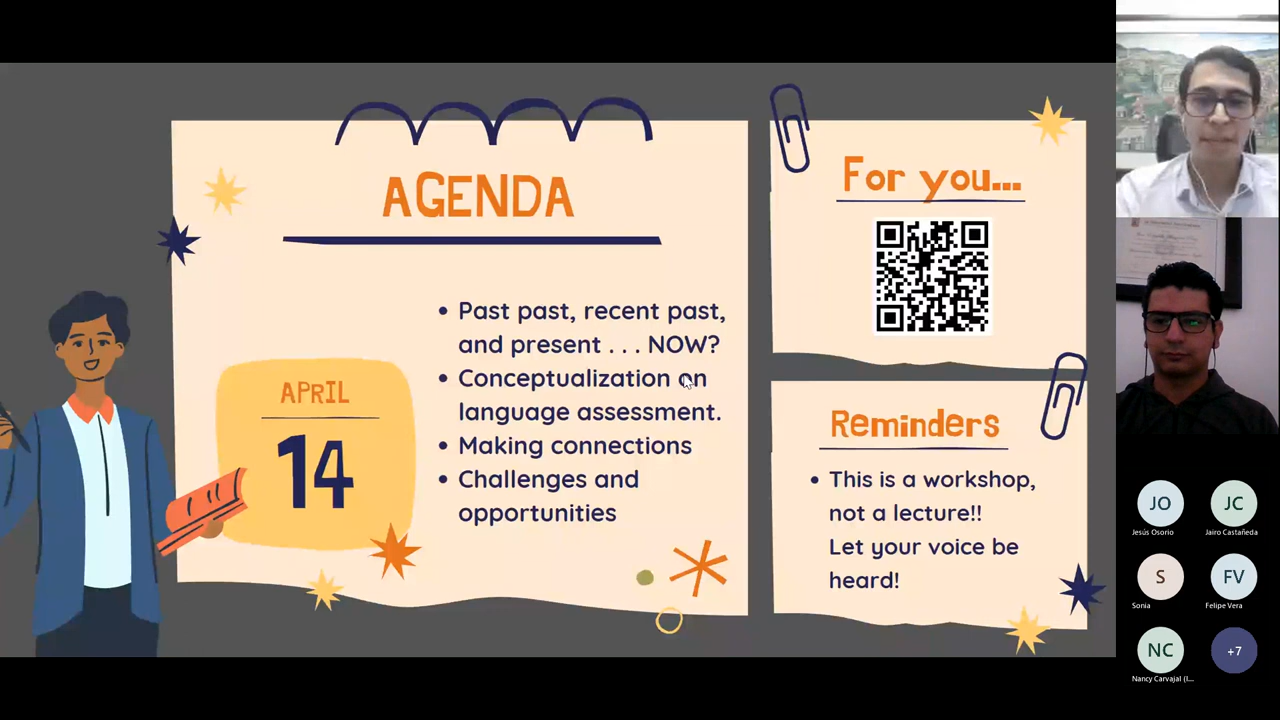 AGENDA
APRIL
14
• Past past, recent past,
and present . . . NOW?
• Conceptualization on
language assessment.
• Making connections
• Challenges and
opportunities
For you...
Reminders
• This is a workshop,
not a lecture!!
Let your voice be
heard!
JO
Jesús Osorio
JC
Jairo Castañeda
S
Sonia
FV
Felipe Vera
NC
Nancy Carvajal (I...
+7